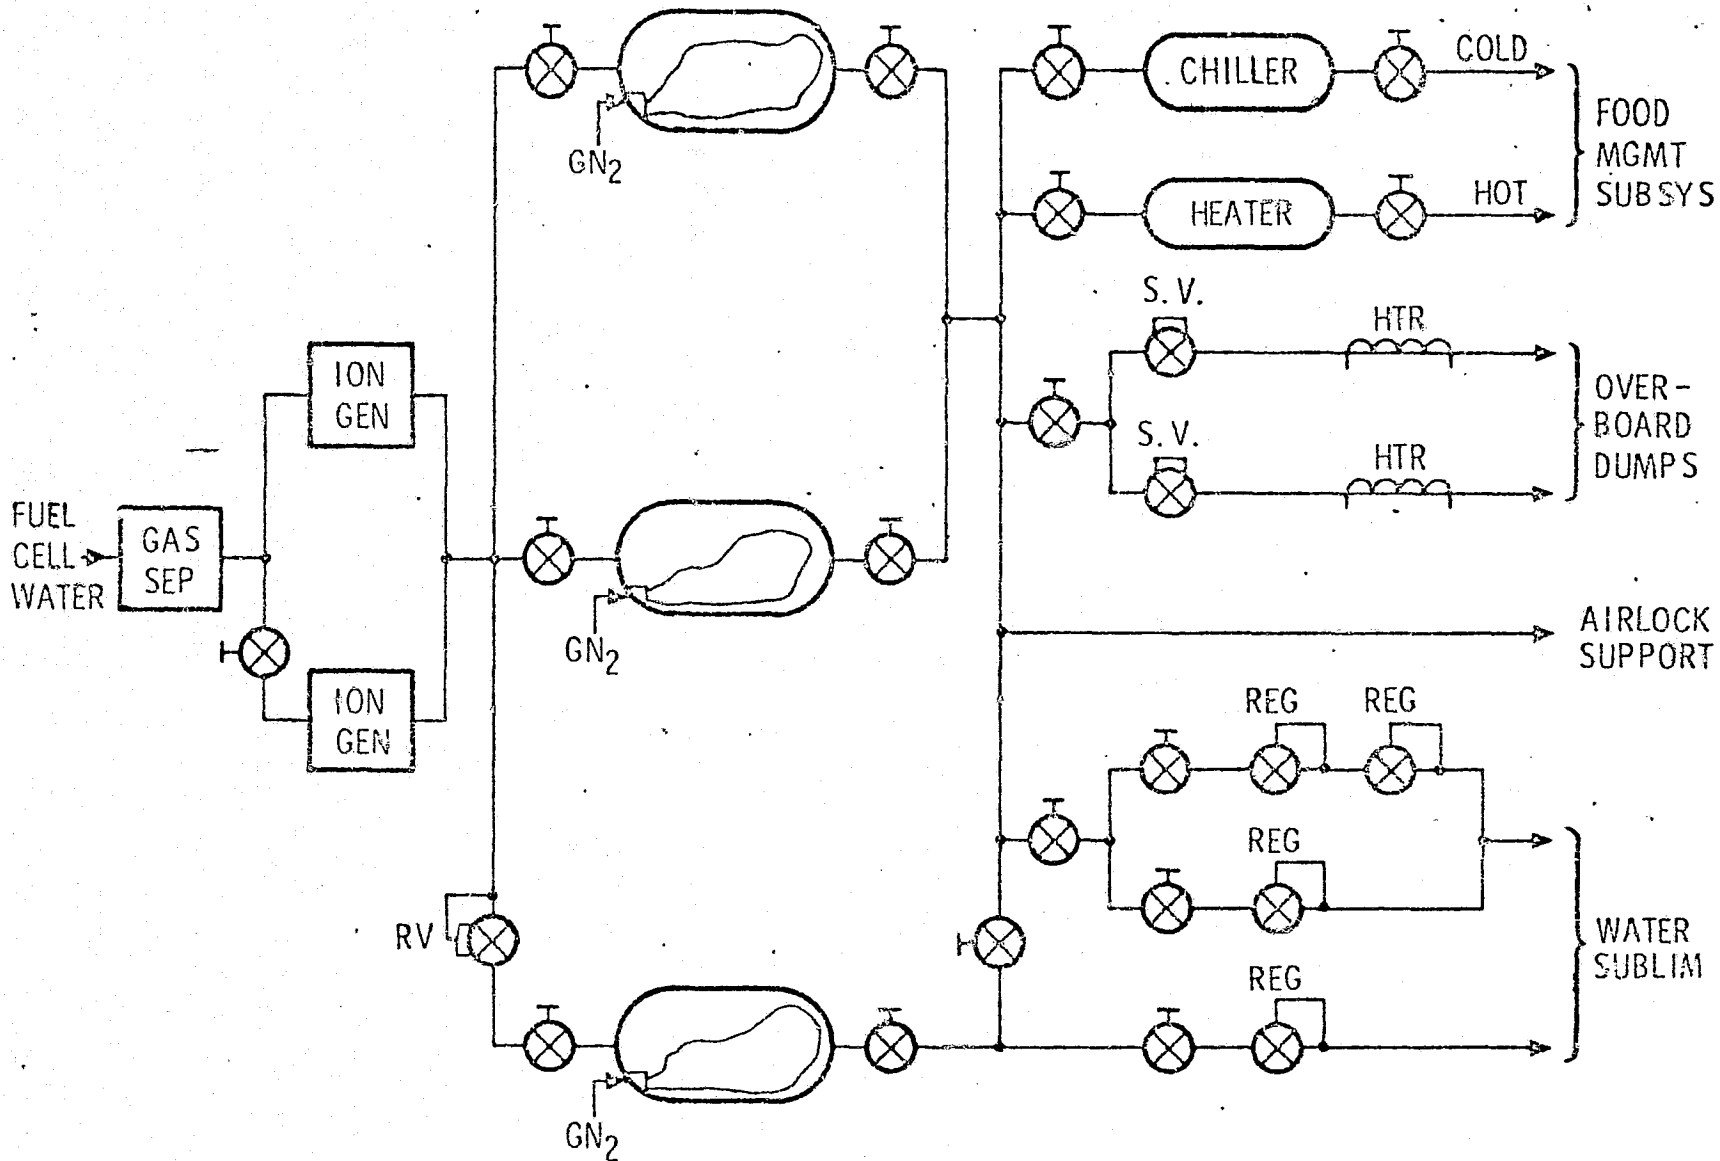 COLD
CHILLER
FOOD
MGMT
SUBSYS
GN2
HOT
HEATER
S. V.
HTR
ION
GEN
OVER-
BOARD
DUMPS
S. V.
HTR
FUEL
CELL
WATER
GAS
SEP
GN2
AIRLOCK
SUPPORT
ION
GEN
REG
REG
REG
RV
WATER
SUBLIM
REG
GN2